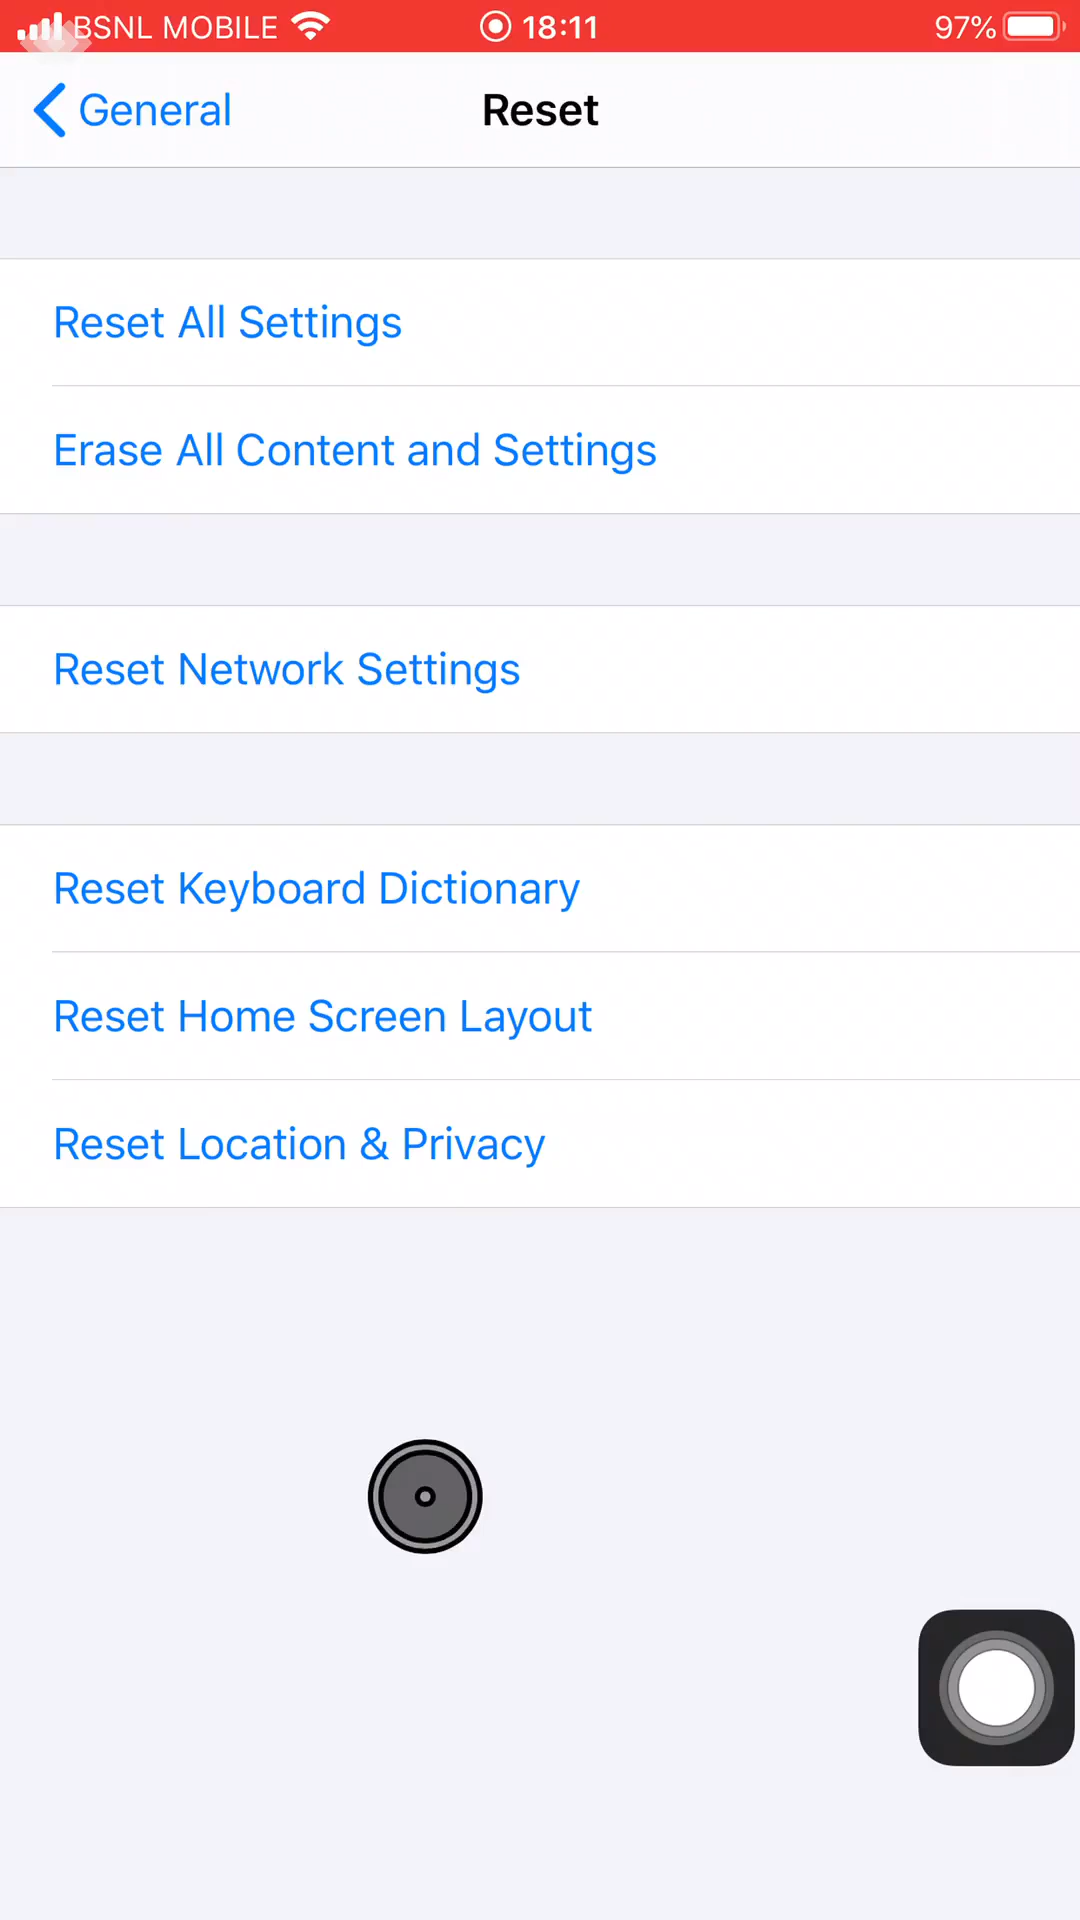 BSNL MOBILE 18:11 97%
General Reset
Reset All Settings
Erase All Content and Settings
Reset Network Settings
Reset Keyboard Dictionary
Reset Home Screen Layout
Reset Location & Privacy